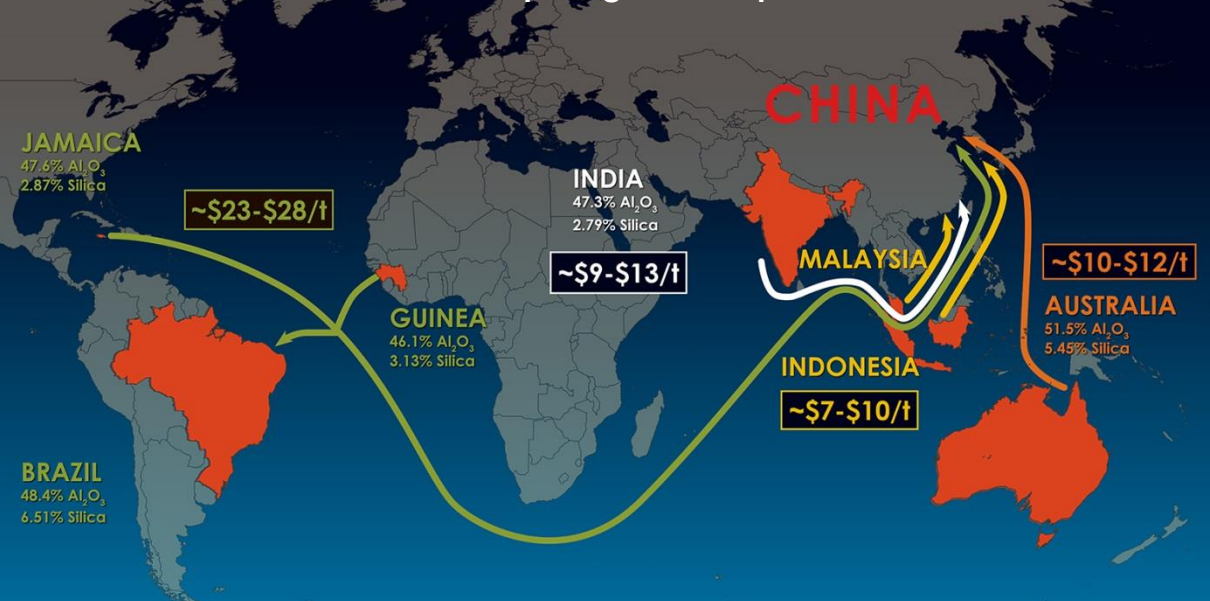 CHINA
JAMAICA
47.6% Al₂O₃
2.87% Silica
~$23-$28/t
INDIA
47.3% Al₂O₃
2.79% Silica
~$9-$13/t
MALAYSIA
~$10-$12/t
AUSTRALIA
51.5% Al₂O₃
5.45% Silica
GUINEA
46.1% Al₂O₃
3.13% Silica
INDONESIA
~$7-$10/t
BRAZIL
48.4% Al₂O₃
6.51% Silica